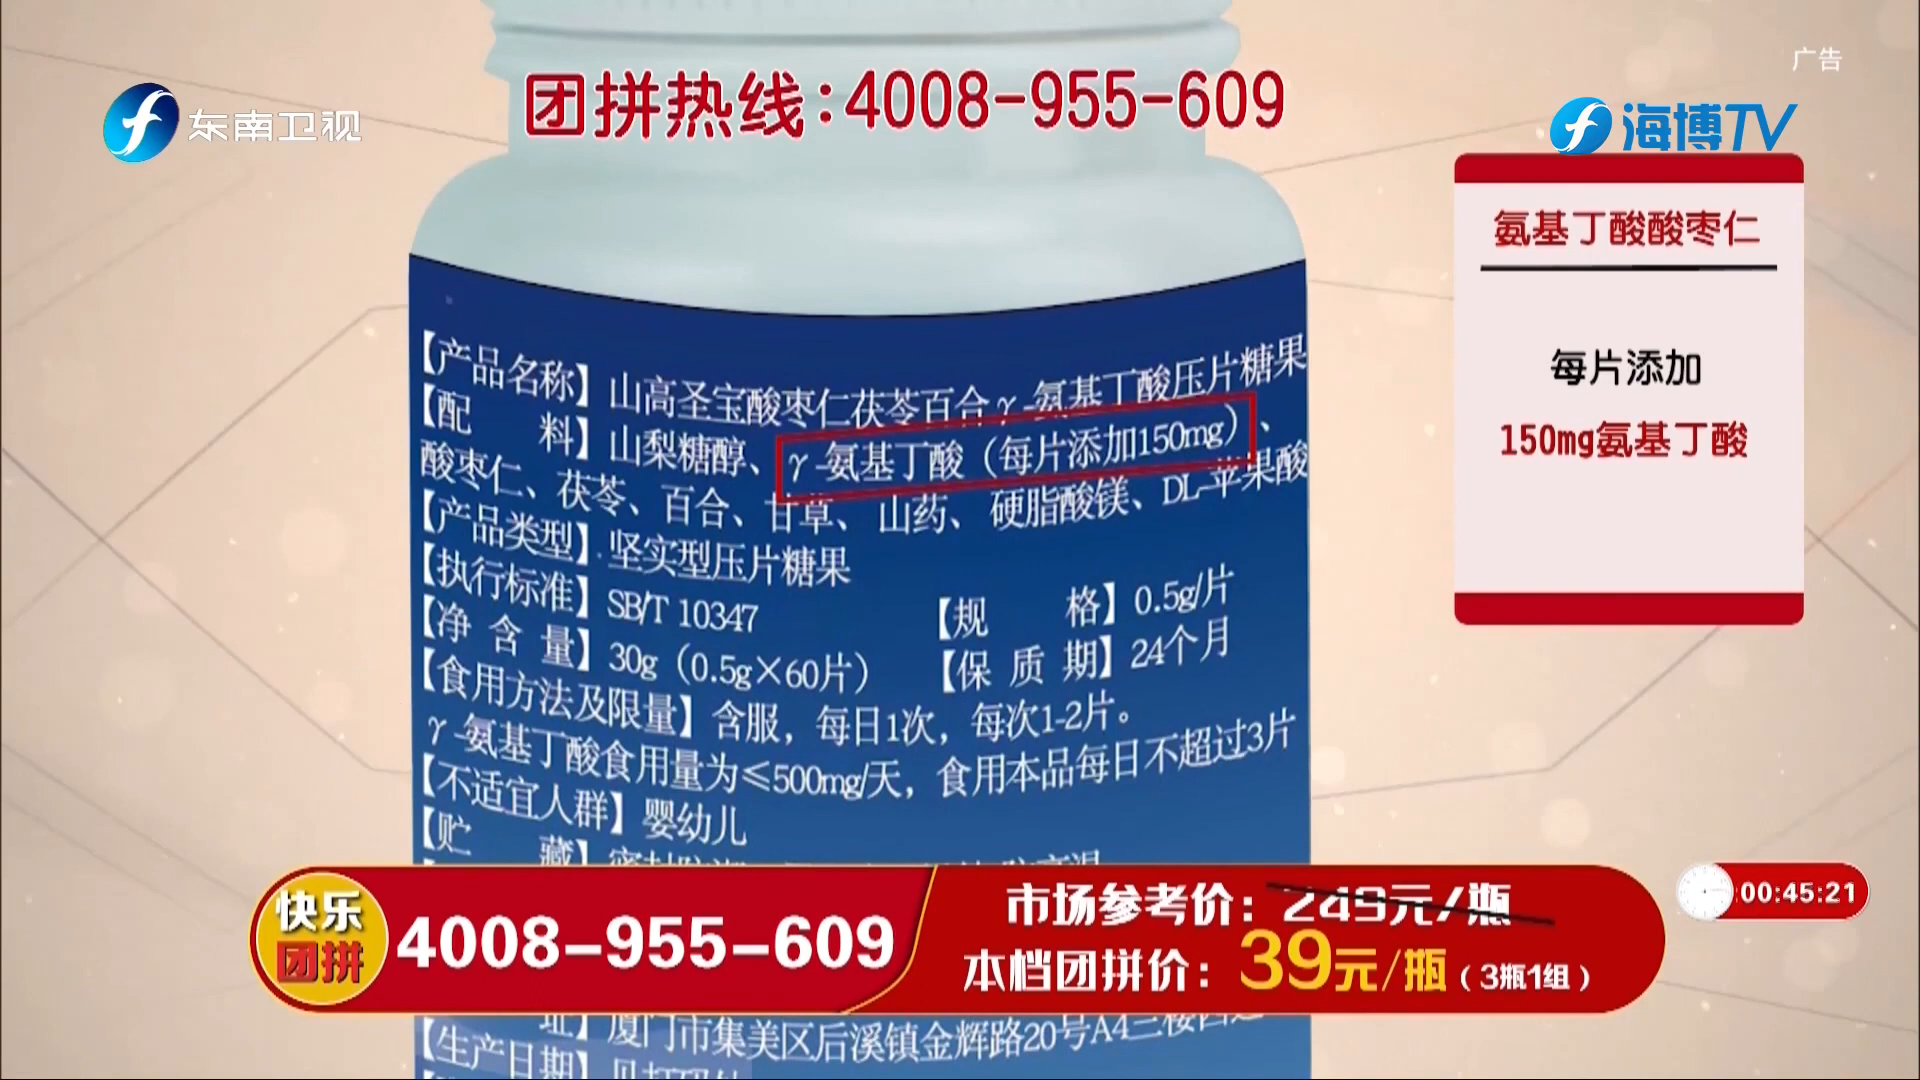 广告
团拼热线:4008-955-609
东南卫视
海博TV
氨基丁酸酸枣仁
每片添加
150mg氨基丁酸
【产品名称】山高圣宝酸枣仁茯苓百合γ-氨基丁酸压片糖果
【配 料】山梨糖醇、γ-氨基丁酸（每片添加150mg）、
酸枣仁、茯苓、百合、甘草、山药、硬脂酸镁、DL-苹果酸
【产品类型】坚实型压片糖果
【执行标准】SB/T 10347 【规 格】0.5g/片
【净 含 量】30g（0.5g×60片） 【保 质 期】24个月
【食用方法及限量】含服，每日1次，每次1-2片。
γ-氨基丁酸食用量为≤500mg/天，食用本品每日不超过3片
【不适宜人群】婴幼儿
【贮 藏】
快乐
团拼
4008-955-609
市场参考价：249元/瓶
本档团拼价：39元/瓶（3瓶1组）
00:45:21
址】厦门市集美区后溪镇金辉路20号A4三楼
【生产日期】